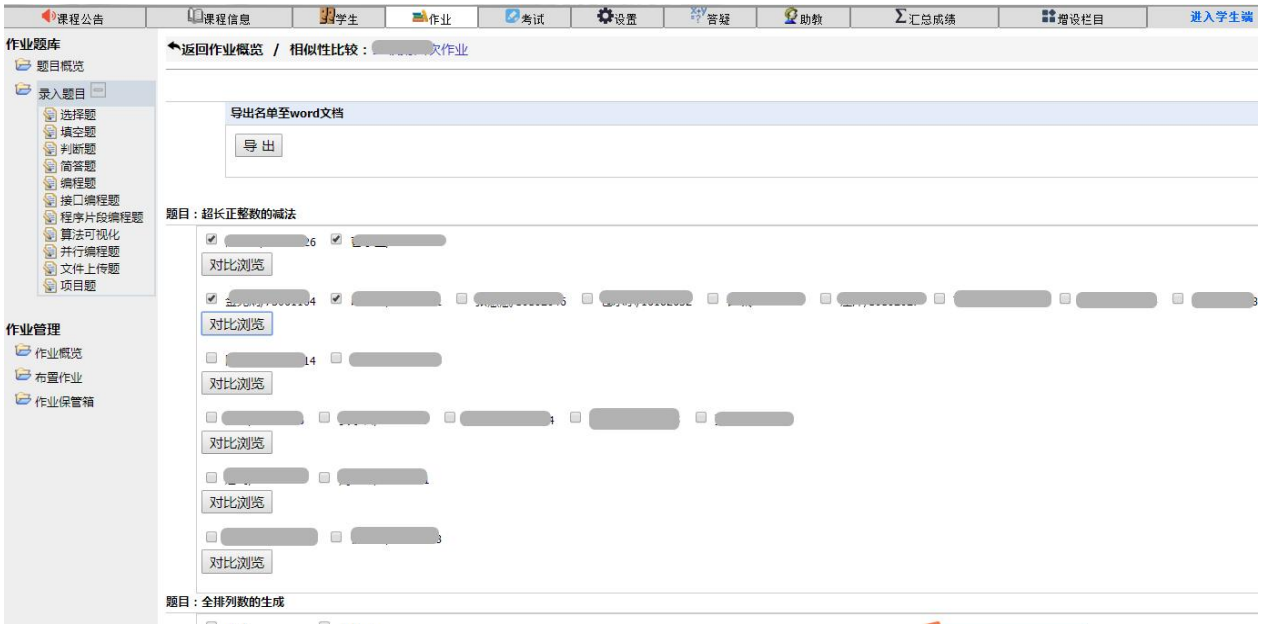 课程公告 课程信息 学生 作业 考试 设置 答疑 助教 汇总成绩 增设栏目 进入学生端
作业题库
题目概览
录入题目
选择题
填空题
判断题
简答题
编程题
接口编程题
程序片段编程题
算法可视化
并行编程题
文件上传题
项目题
作业管理
作业概览
布置作业
作业保管箱
返回作业概览 / 相似性比较： 次作业
导出名单至word文档
导 出
题目：超长正整数的减法
26
对比浏览
对比浏览
14
对比浏览
4
对比浏览
对比浏览
3
对比浏览
题目：全排列数的生成